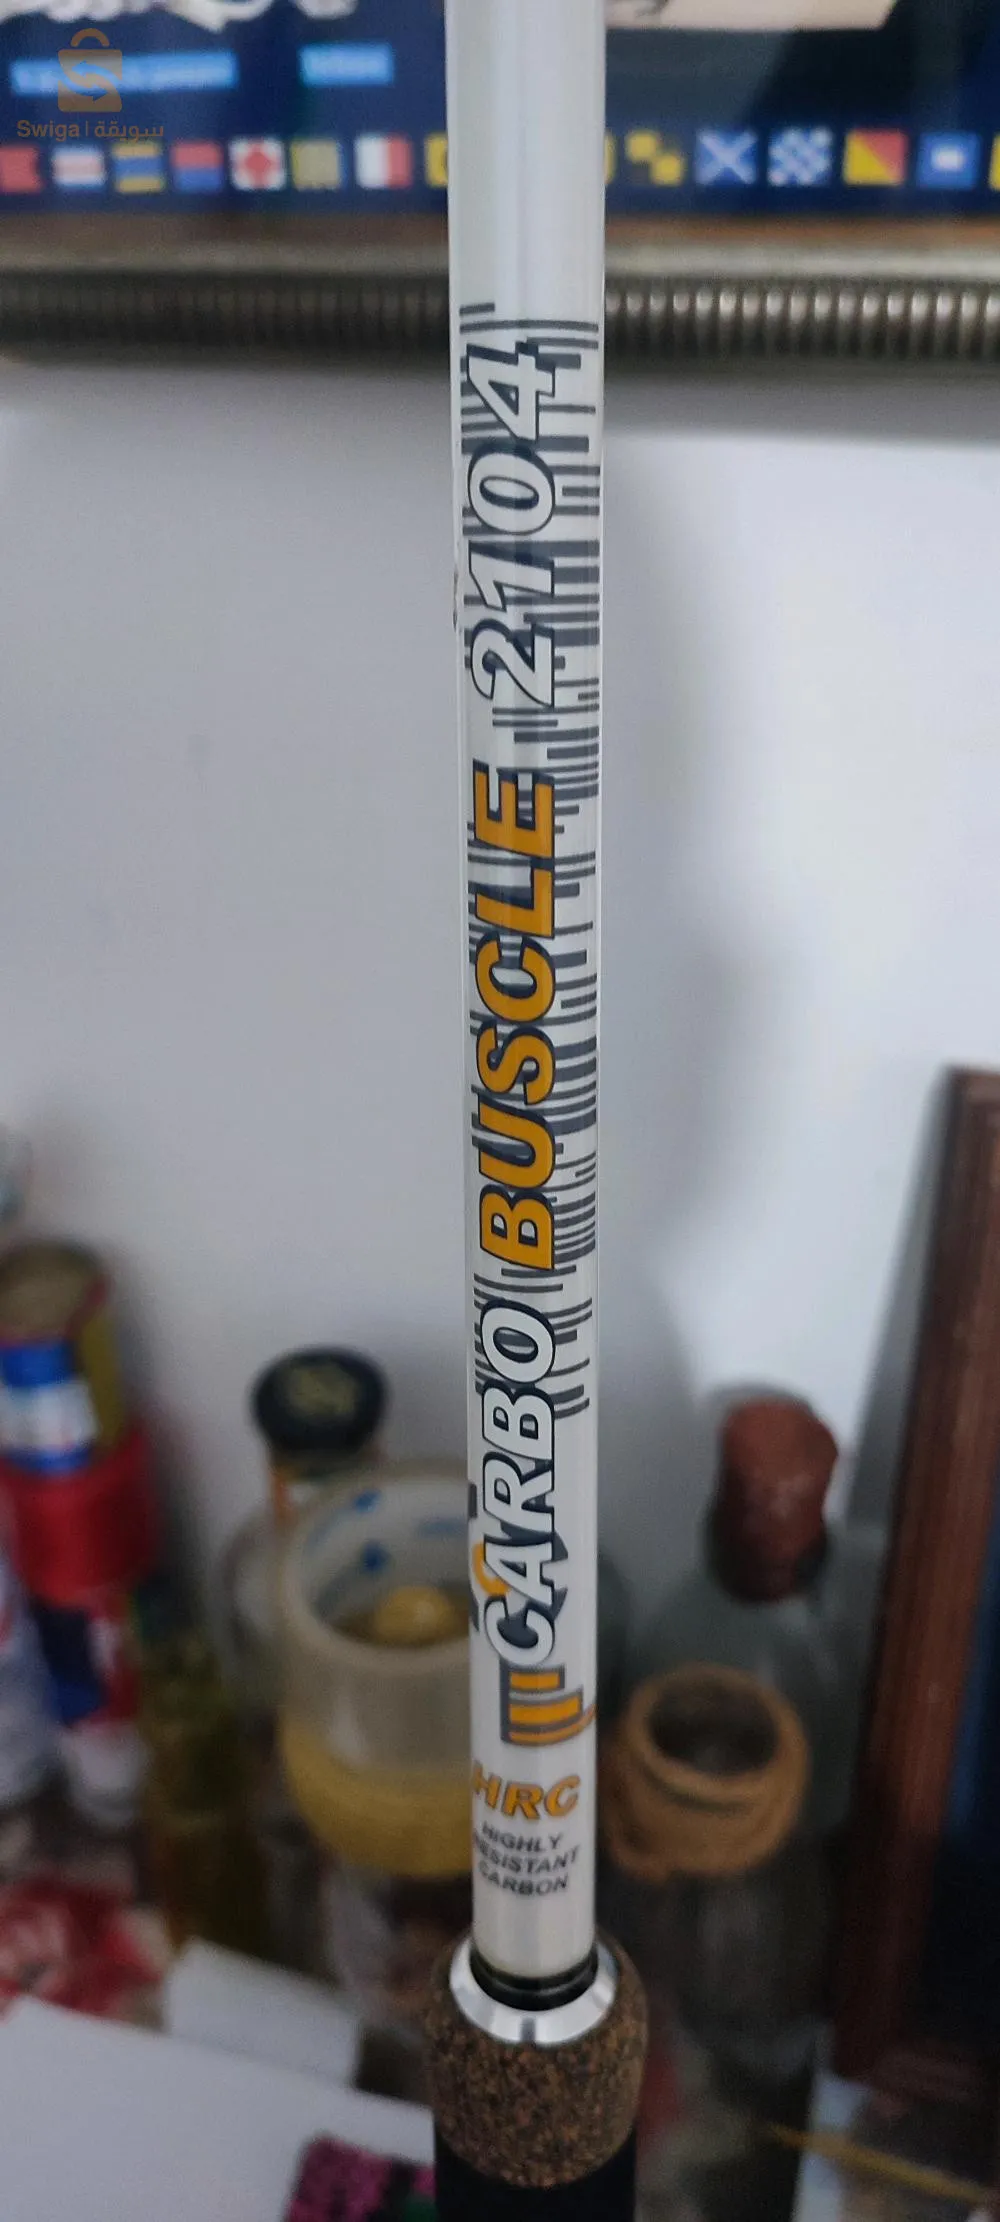 Swiga | سويقة
CARBO BUSCLE 2104
HRC
HIGHLY
RESISTANT
CARBON